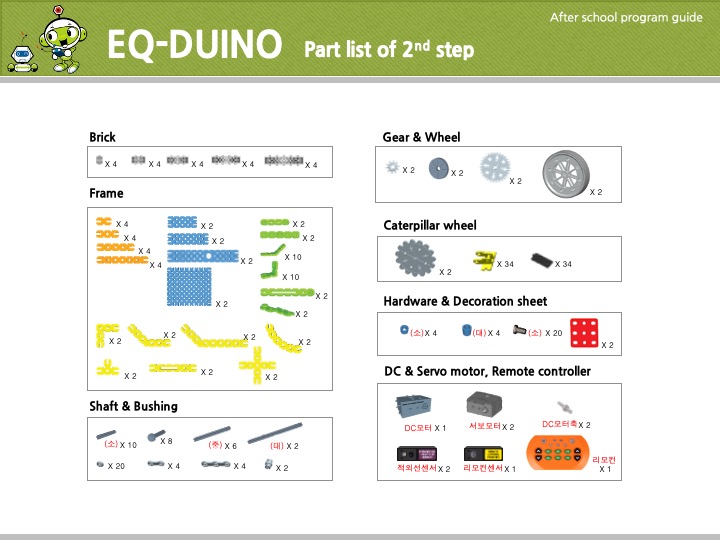 After school program guide
EQ-DUINO Part list of 2nd step
Brick
X 4 X 4 X 4 X 4 X 4
Frame
X 4 X 2 X 2
X 4 X 2 X 2
X 4 X 2 X 10
X 4 X 10
X 2 X 2
X 2
X 2 X 2 X 2 X 2
X 2 X 2 X 2
Shaft & Bushing
(소) X 10 X 8 (주) X 6 (대) X 2
X 20 X 4 X 4 X 2
Gear & Wheel
X 2 X 2 X 2 X 2
Caterpillar wheel
X 2 X 34 X 34
Hardware & Decoration sheet
(소) X 4 (대) X 4 (소) X 20 X 2
DC & Servo motor, Remote controller
DC모터 X 1 서보모터 X 2 DC모터축 X 2
적외선센서 X 2 리모컨센서 X 1 리모컨 X 1